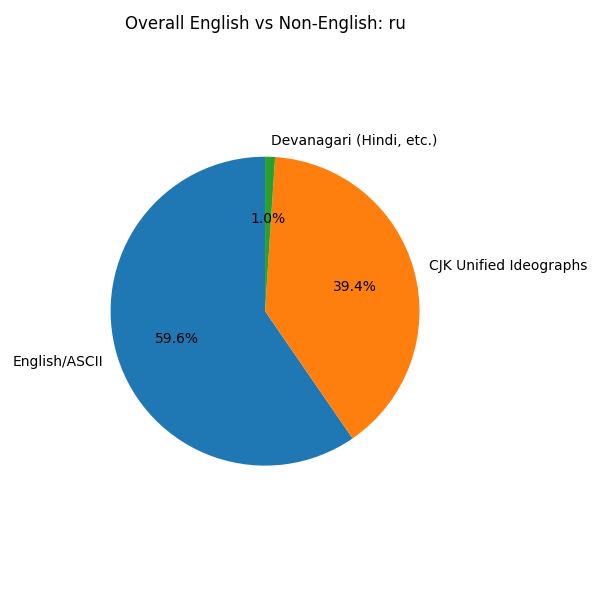 Overall English vs Non-English: ru
Devanagari (Hindi, etc.)
1.0%
CJK Unified Ideographs
39.4%
59.6%
English/ASCII